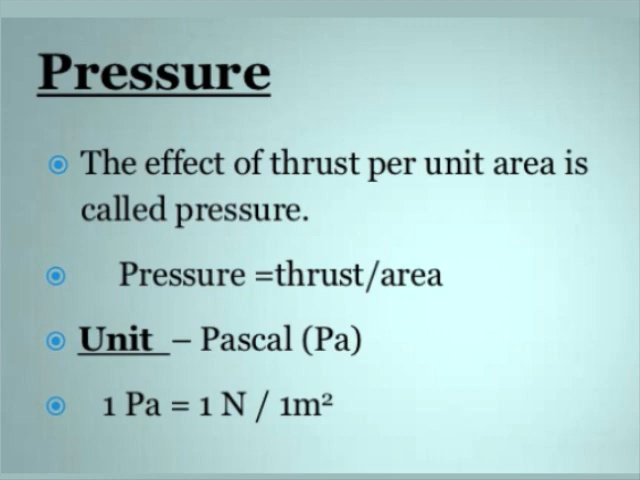 Pressure
The effect of thrust per unit area is
called pressure.
Pressure =thrust/area
Unit – Pascal (Pa)
1 Pa = 1 N / 1m²